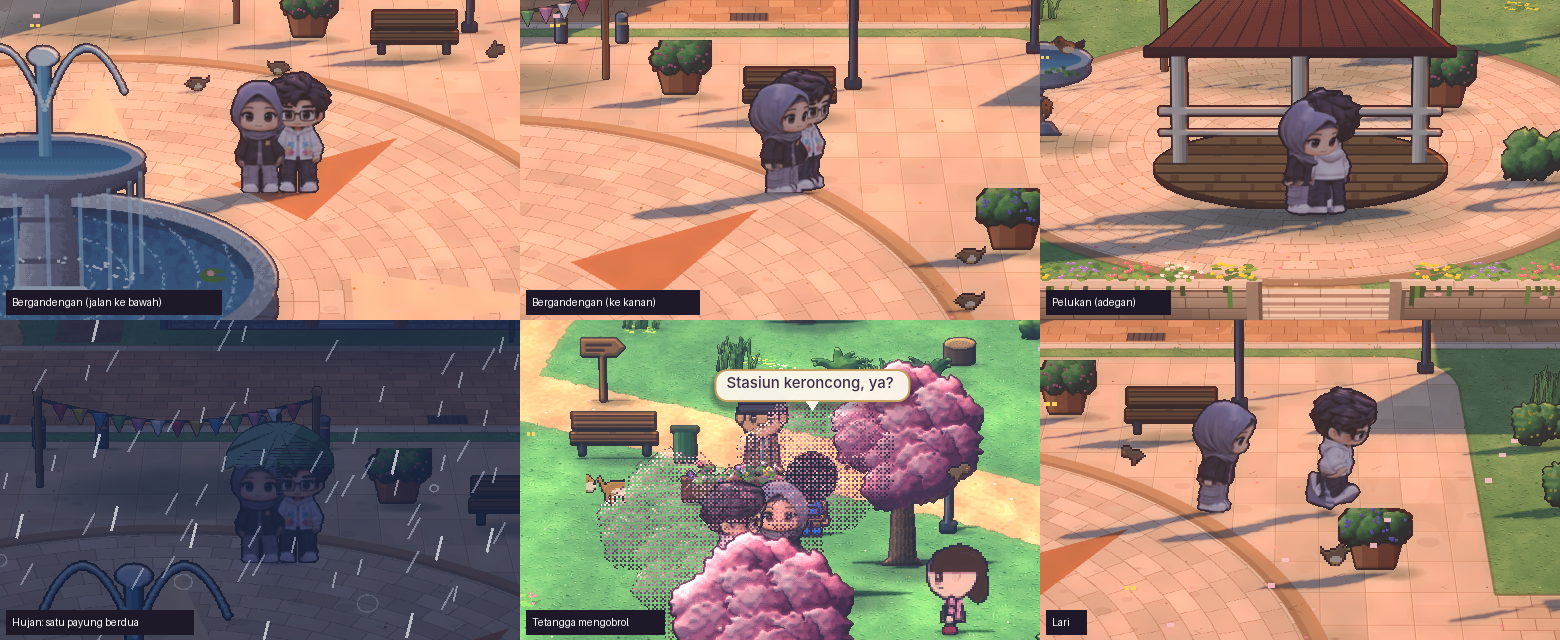 Bergandengan (jalan ke bawah)
Bergandengan (ke kanan)
Pelukan (adegan)
Stasiun keroncong, ya?
Hujan: satu payung berdua
Tetangga mengobrol
Lari